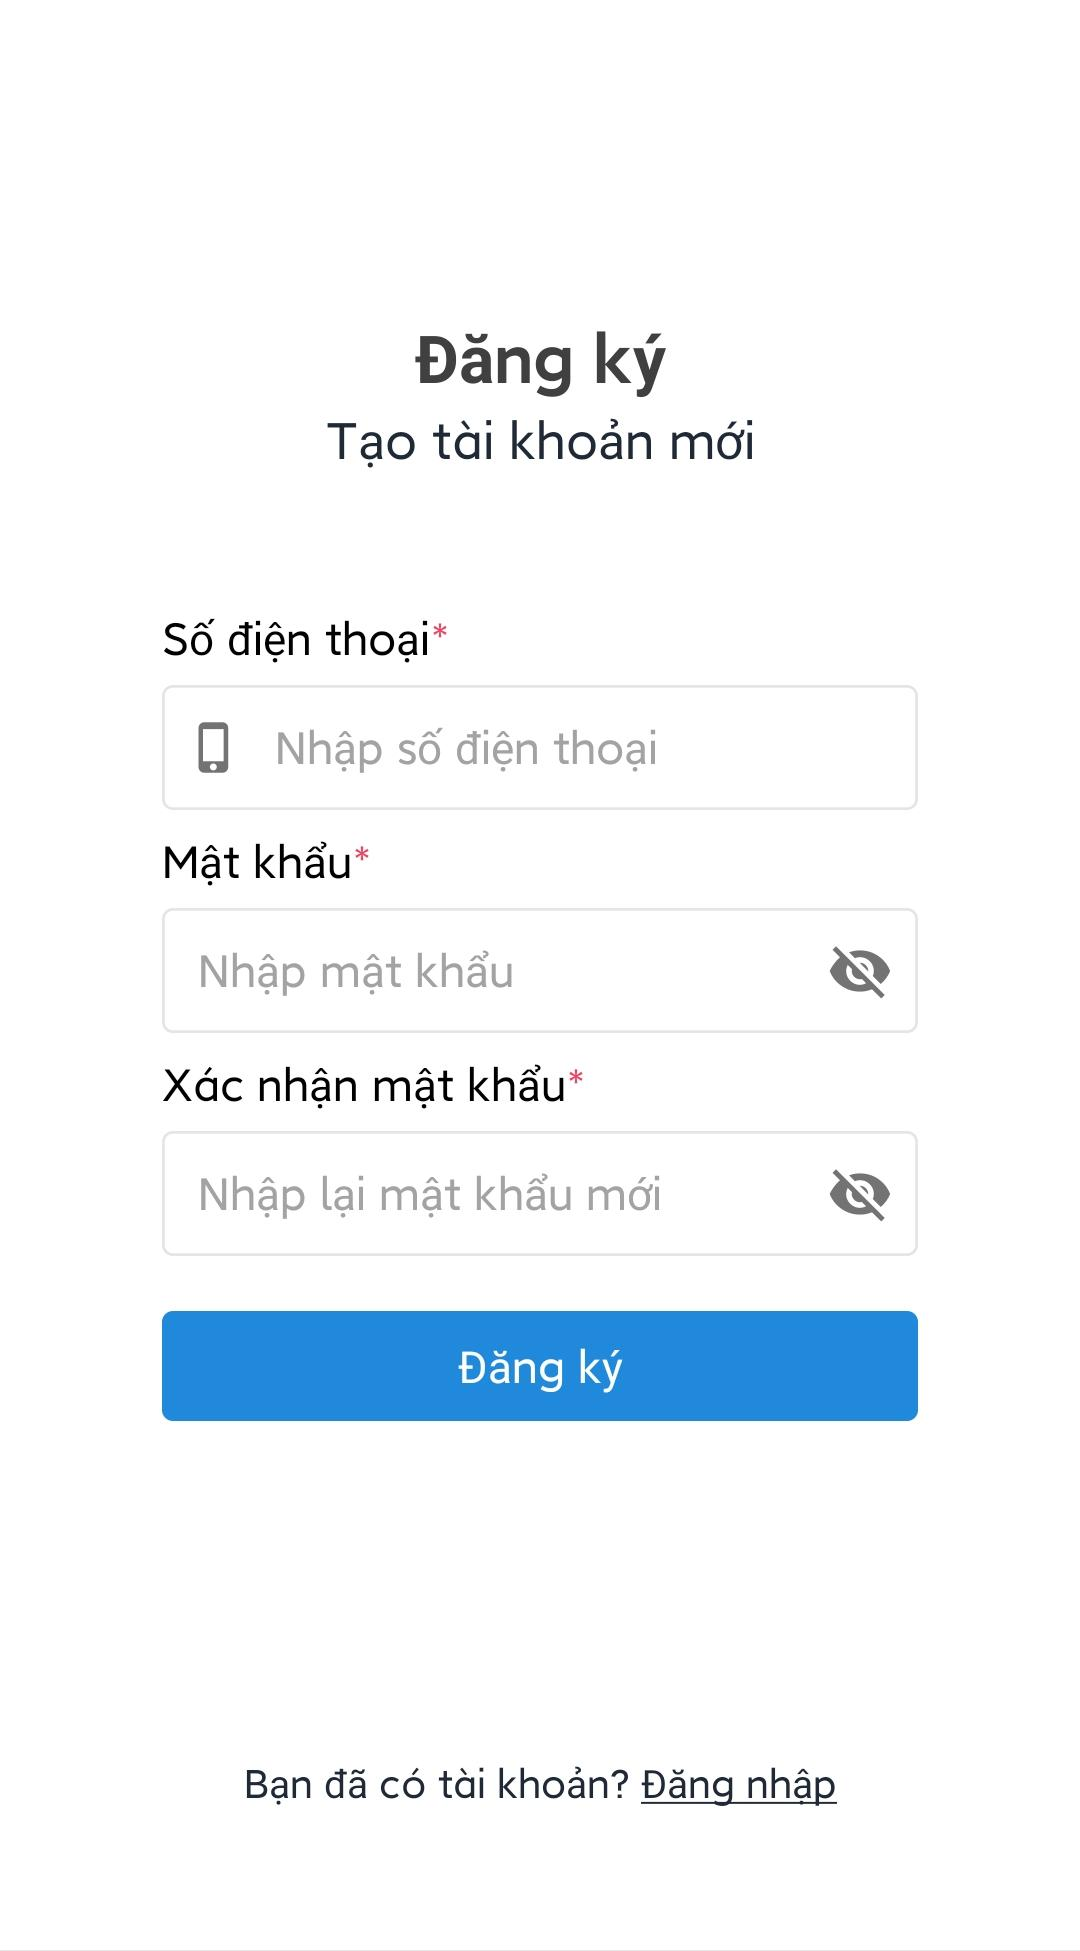 Đăng ký
Tạo tài khoản mới
Số điện thoại*
Nhập số điện thoại
Mật khẩu*
Nhập mật khẩu
Xác nhận mật khẩu*
Nhập lại mật khẩu mới
Đăng ký
Bạn đã có tài khoản? Đăng nhập